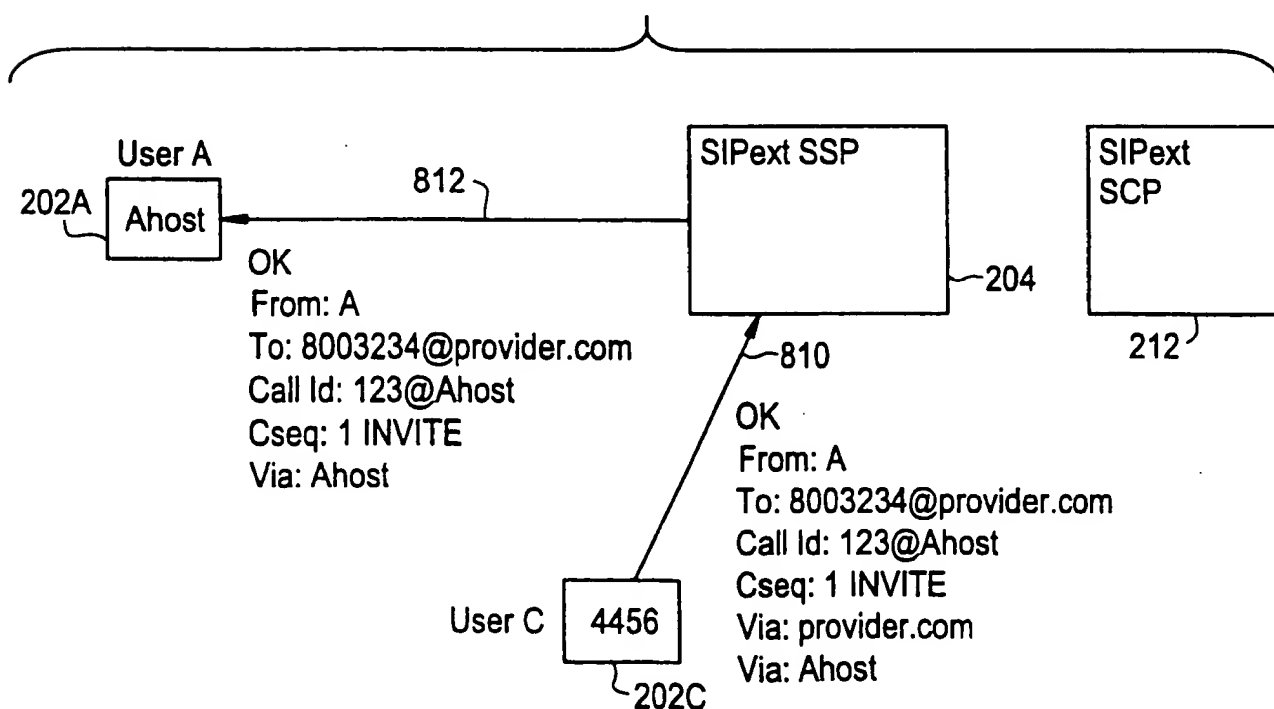 User A
202A
Ahost
812
SIPext SSP
204
SIPext
SCP
212
OK
From: A
To: 8003234@provider.com
Call Id: 123@Ahost
Cseq: 1 INVITE
Via: Ahost
810
OK
From: A
To: 8003234@provider.com
Call Id: 123@Ahost
Cseq: 1 INVITE
Via: provider.com
Via: Ahost
User C
4456
202C